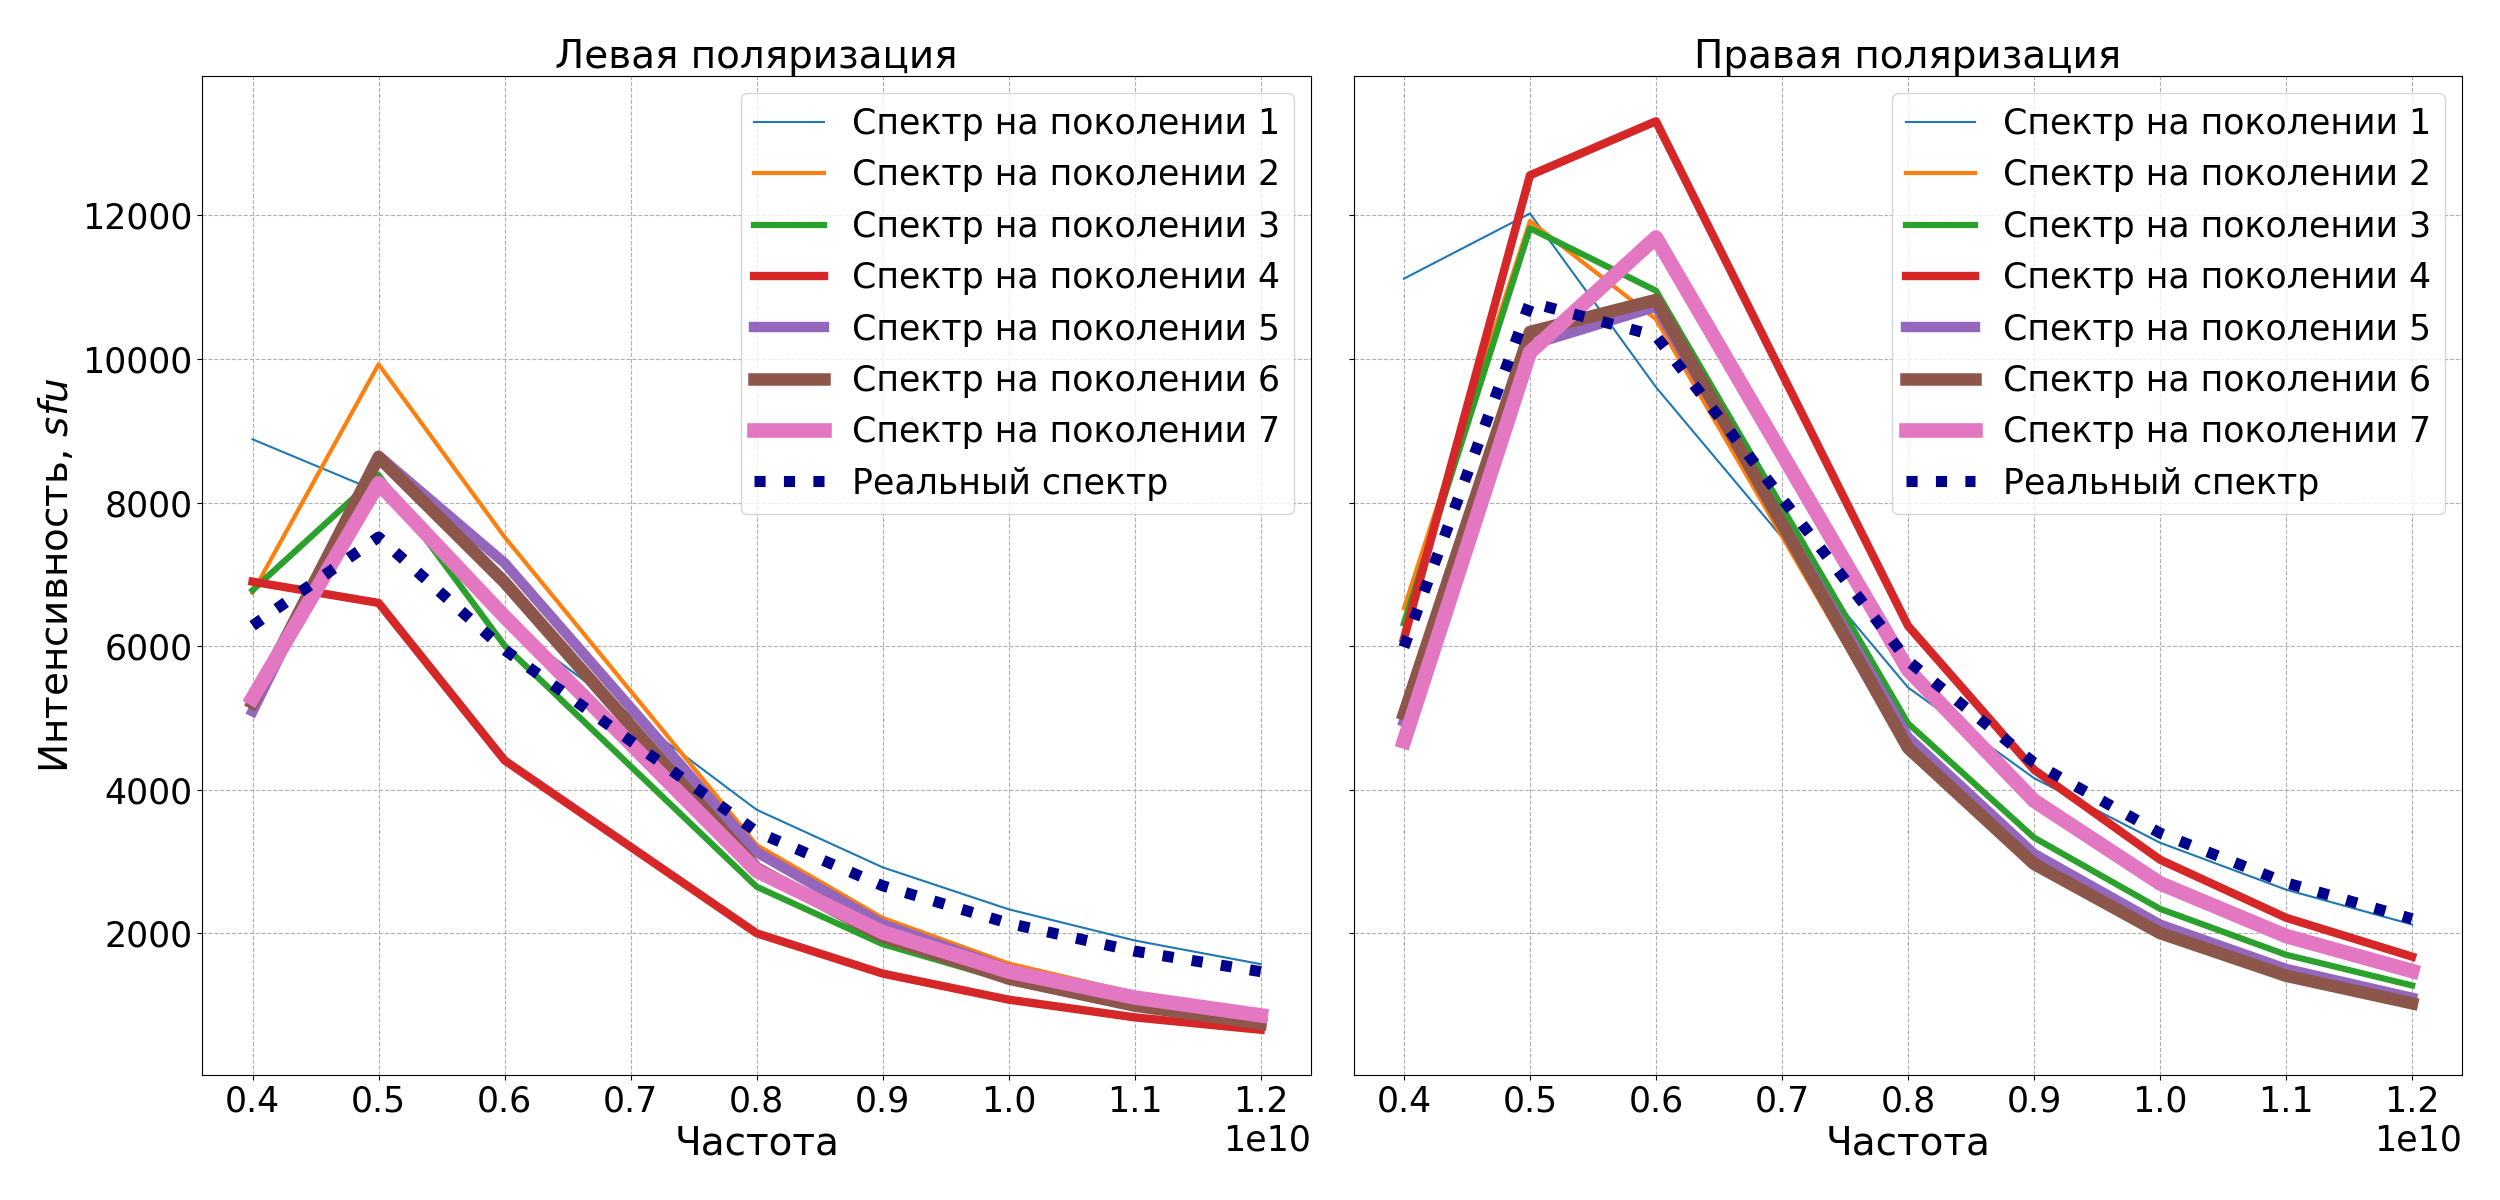 Левая поляризация
Интенсивность, sfu
12000
10000
8000
6000
4000
2000
Спектр на поколении 1
Спектр на поколении 2
Спектр на поколении 3
Спектр на поколении 4
Спектр на поколении 5
Спектр на поколении 6
Спектр на поколении 7
Реальный спектр
0.4 0.5 0.6 0.7 0.8 0.9 1.0 1.1 1.2
1e10
Частота
Правая поляризация
Спектр на поколении 1
Спектр на поколении 2
Спектр на поколении 3
Спектр на поколении 4
Спектр на поколении 5
Спектр на поколении 6
Спектр на поколении 7
Реальный спектр
0.4 0.5 0.6 0.7 0.8 0.9 1.0 1.1 1.2
1e10
Частота